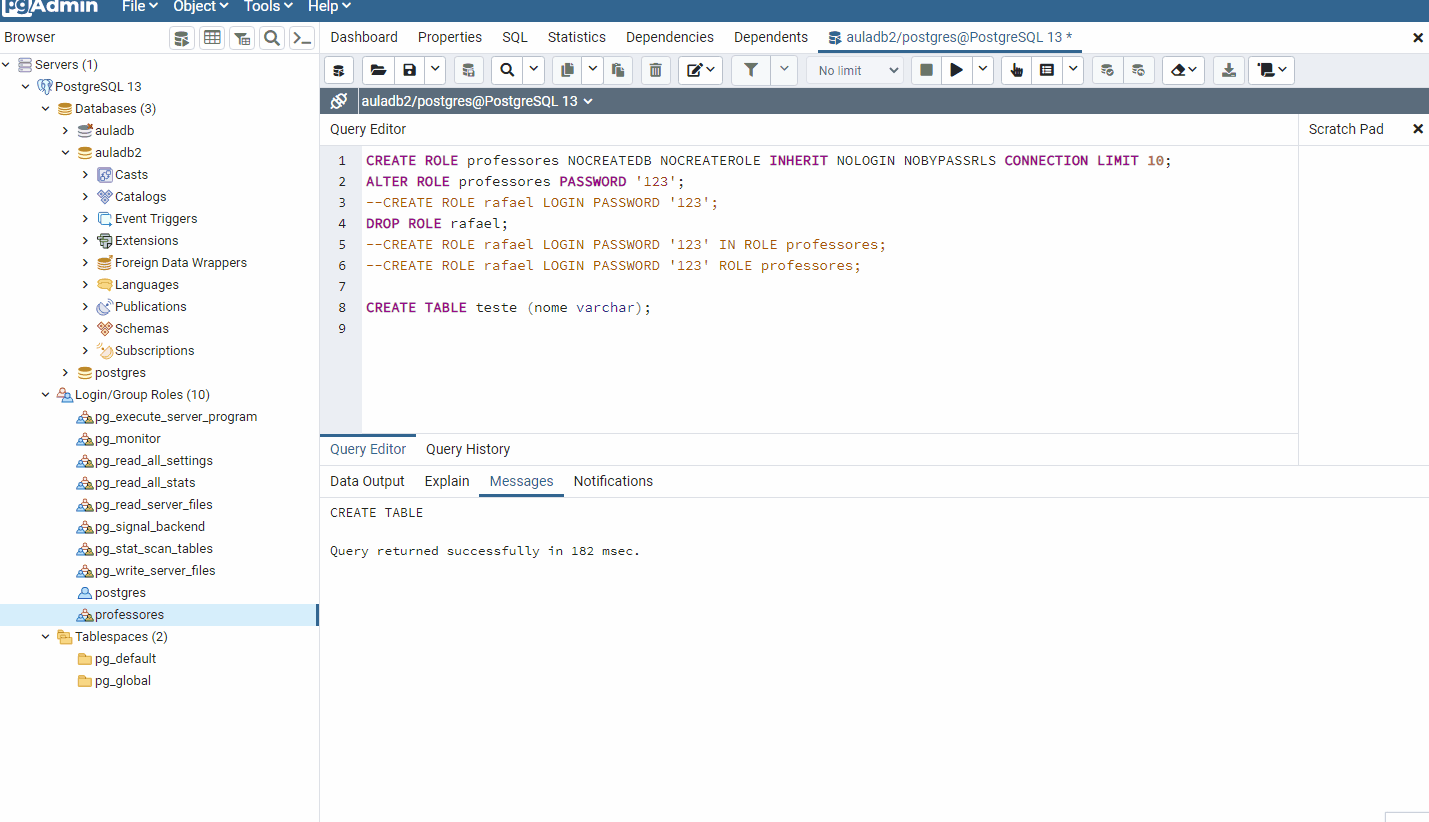 pgAdmin File Object Tools Help
Browser
Dashboard Properties SQL Statistics Dependencies Dependents auladb2/postgres@PostgreSQL 13 *
No limit
auladb2/postgres@PostgreSQL 13
Servers (1)
PostgreSQL 13
Databases (3)
auladb
auladb2
Casts
Catalogs
Event Triggers
Extensions
Foreign Data Wrappers
Languages
Publications
Schemas
Subscriptions
postgres
Login/Group Roles (10)
pg_execute_server_program
pg_monitor
pg_read_all_settings
pg_read_all_stats
pg_read_server_files
pg_signal_backend
pg_stat_scan_tables
pg_write_server_files
postgres
professores
Tablespaces (2)
pg_default
pg_global
Query Editor
Scratch Pad
1 CREATE ROLE professores NOCREATEDB NOCREATEROLE INHERIT NOLOGIN NOBYPASSRLS CONNECTION LIMIT 10;
2 ALTER ROLE professores PASSWORD '123';
3 --CREATE ROLE rafael LOGIN PASSWORD '123';
4 DROP ROLE rafael;
5 --CREATE ROLE rafael LOGIN PASSWORD '123' IN ROLE professores;
6 --CREATE ROLE rafael LOGIN PASSWORD '123' ROLE professores;
7
8 CREATE TABLE teste (nome varchar);
9
Query Editor Query History
Data Output Explain Messages Notifications
CREATE TABLE
Query returned successfully in 182 msec.